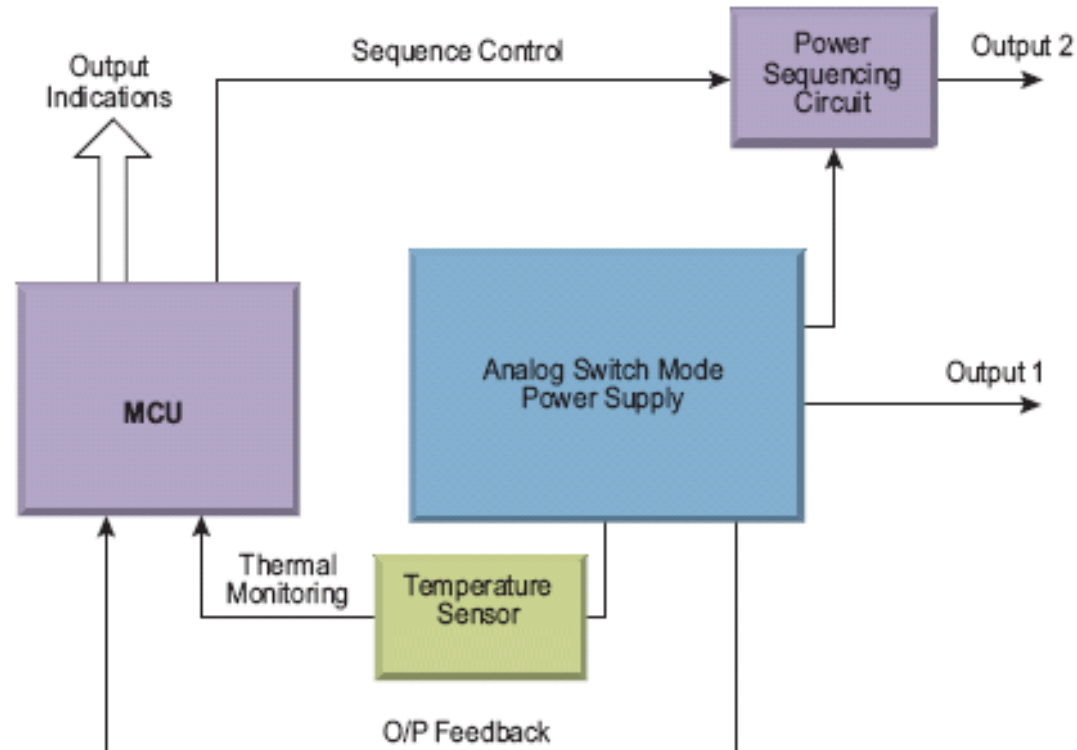 Output
Indications
Sequence Control
Power
Sequencing
Circuit
Output 2
MCU
Analog Switch Mode
Power Supply
Output 1
Thermal
Monitoring
Temperature
Sensor
O/P Feedback